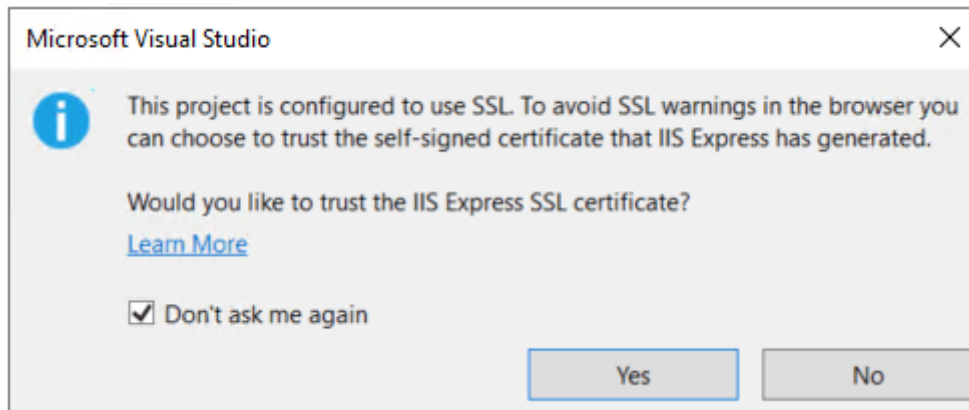 Microsoft Visual Studio
This project is configured to use SSL. To avoid SSL warnings in the browser you
can choose to trust the self-signed certificate that IIS Express has generated.
Would you like to trust the IIS Express SSL certificate?
Learn More
Don't ask me again
Yes No